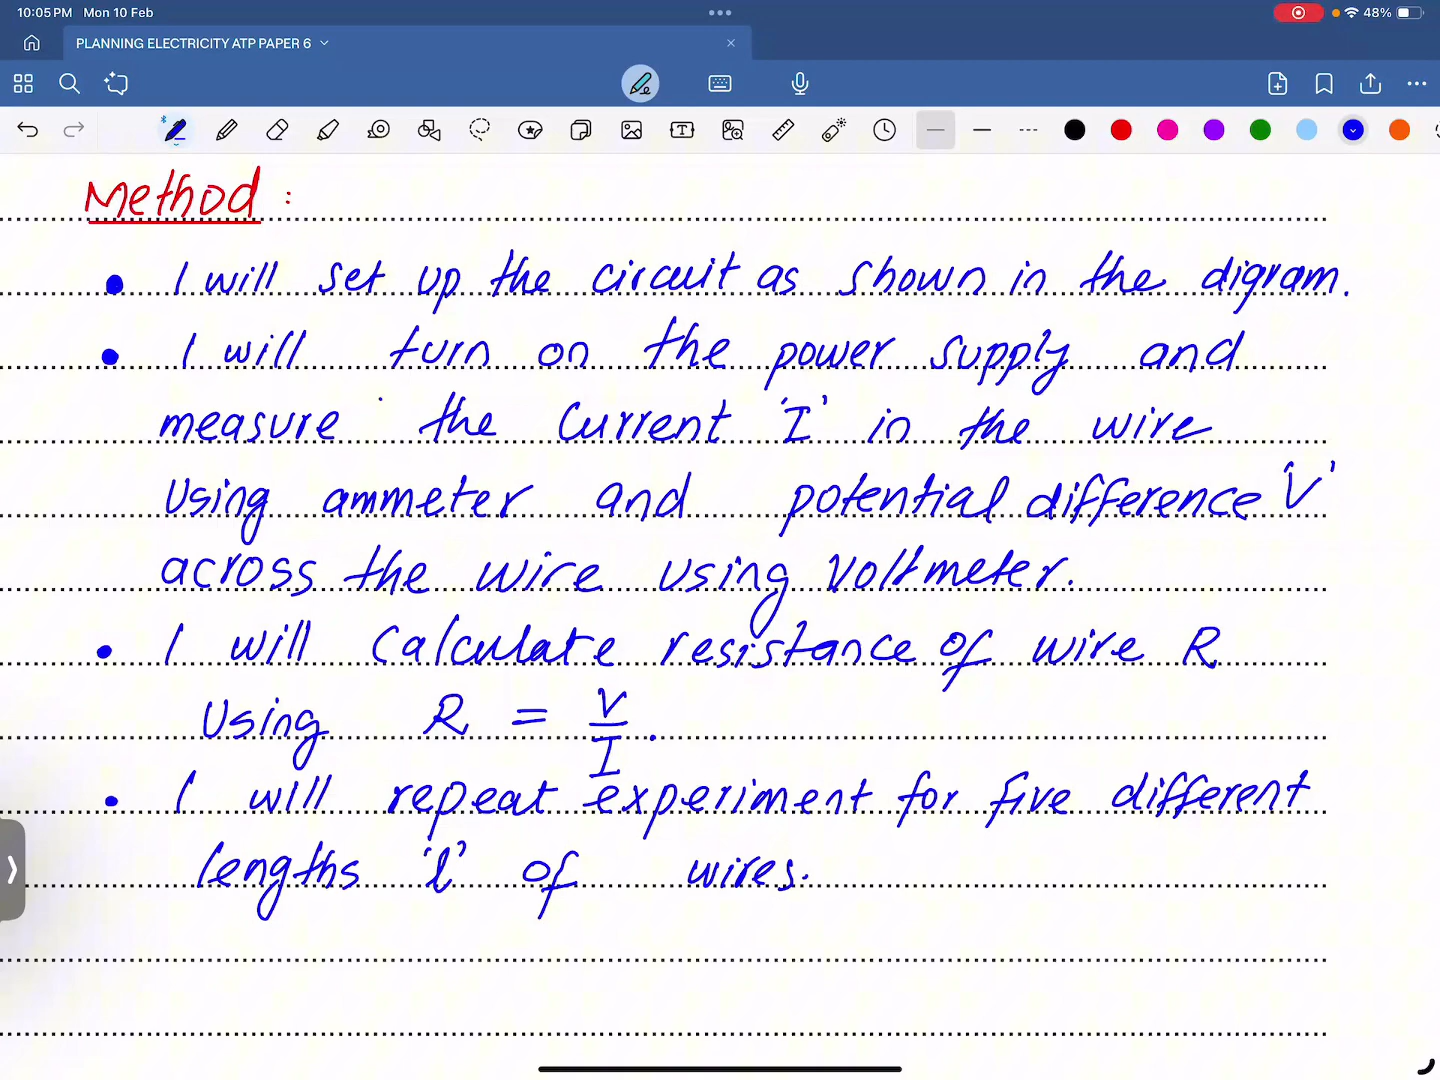 10:05 PM Mon 10 Feb
48%
PLANNING ELECTRICITY ATP PAPER 6
Method :
• I will set up the circuit as shown in the digram.
• I will turn on the power supply and
measure the current 'I' in the wire
using ammeter and potential difference 'V'
across the wire using voltmeter.
• I will calculate resistance of wire R
using R = V/I.
• I will repeat experiment for five different
lengths 'l' of wires.